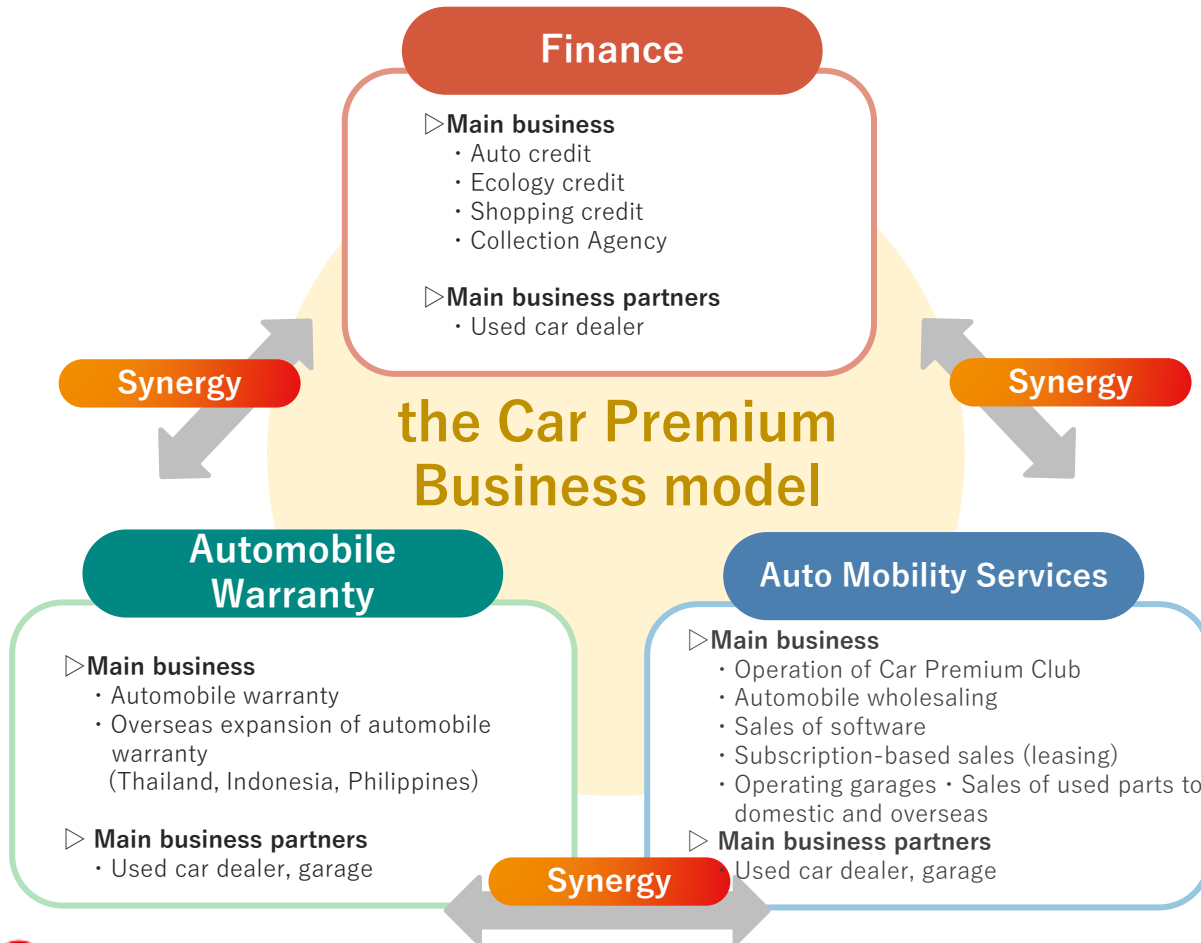 Finance
▷Main business
・Auto credit
・Ecology credit
・Shopping credit
・Collection Agency
▷Main business partners
・Used car dealer
Synergy
Synergy
the Car Premium
Business model
Automobile
Warranty
▷Main business
・Automobile warranty
・Overseas expansion of automobile
warranty
(Thailand, Indonesia, Philippines)
▷ Main business partners
・Used car dealer, garage
Auto Mobility Services
▷Main business
・Operation of Car Premium Club
・Automobile wholesaling
・Sales of software
・Subscription-based sales (leasing)
・Operating garages・Sales of used parts to
domestic and overseas
▷ Main business partners
・Used car dealer, garage
Synergy